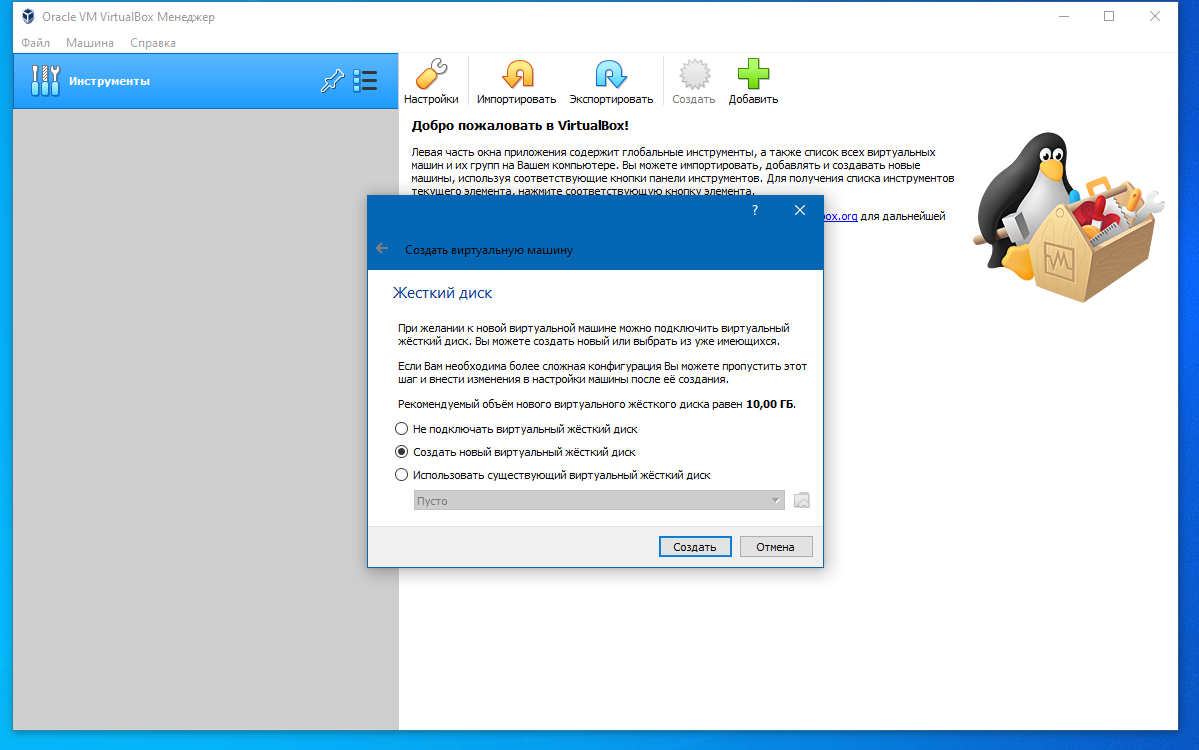 Oracle VM VirtualBox Менеджер
Файл Машина Справка
Инструменты
Настройки Импортировать Экспортировать Создать Добавить
Добро пожаловать в VirtualBox!
Левая часть окна приложения содержит глобальные инструменты, а также список всех виртуальных
машин и их групп на Вашем компьютере. Вы можете импортировать, добавлять и создавать новые
машины, используя соответствующие кнопки панели инструментов. Для получения списка инструментов
текущего элемента, нажмите соответствующую кнопку элемента.
box.org для дальнейшей
?
Создать виртуальную машину
Жесткий диск
При желании к новой виртуальной машине можно подключить виртуальный
жёсткий диск. Вы можете создать новый или выбрать из уже имеющихся.
Если Вам необходима более сложная конфигурация Вы можете пропустить этот
шаг и внести изменения в настройки машины после её создания.
Рекомендуемый объём нового виртуального жёсткого диска равен 10,00 ГБ.
Не подключать виртуальный жёсткий диск
Создать новый виртуальный жёсткий диск
Использовать существующий виртуальный жёсткий диск
Пусто
Создать Отмена